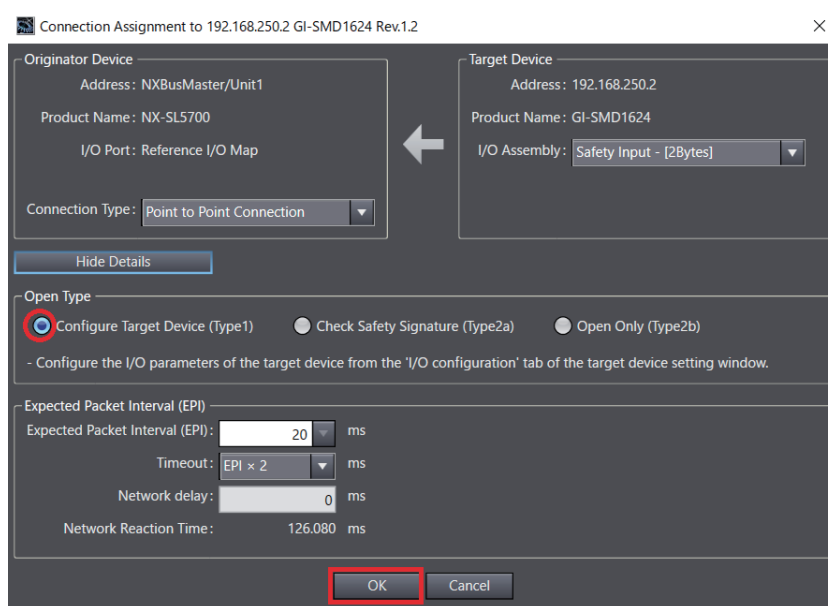 Connection Assignment to 192.168.250.2 GI-SMD1624 Rev.1.2
Originator Device
Address: NXBusMaster/Unit1
Product Name: NX-SL5700
I/O Port: Reference I/O Map
Connection Type: Point to Point Connection
Target Device
Address: 192.168.250.2
Product Name: GI-SMD1624
I/O Assembly: Safety Input - [2Bytes]
Hide Details
Open Type
Configure Target Device (Type1) Check Safety Signature (Type2a) Open Only (Type2b)
- Configure the I/O parameters of the target device from the 'I/O configuration' tab of the target device setting window.
Expected Packet Interval (EPI)
Expected Packet Interval (EPI): 20 ms
Timeout: EPI × 2 ms
Network delay: 0 ms
Network Reaction Time: 126.080 ms
OK Cancel